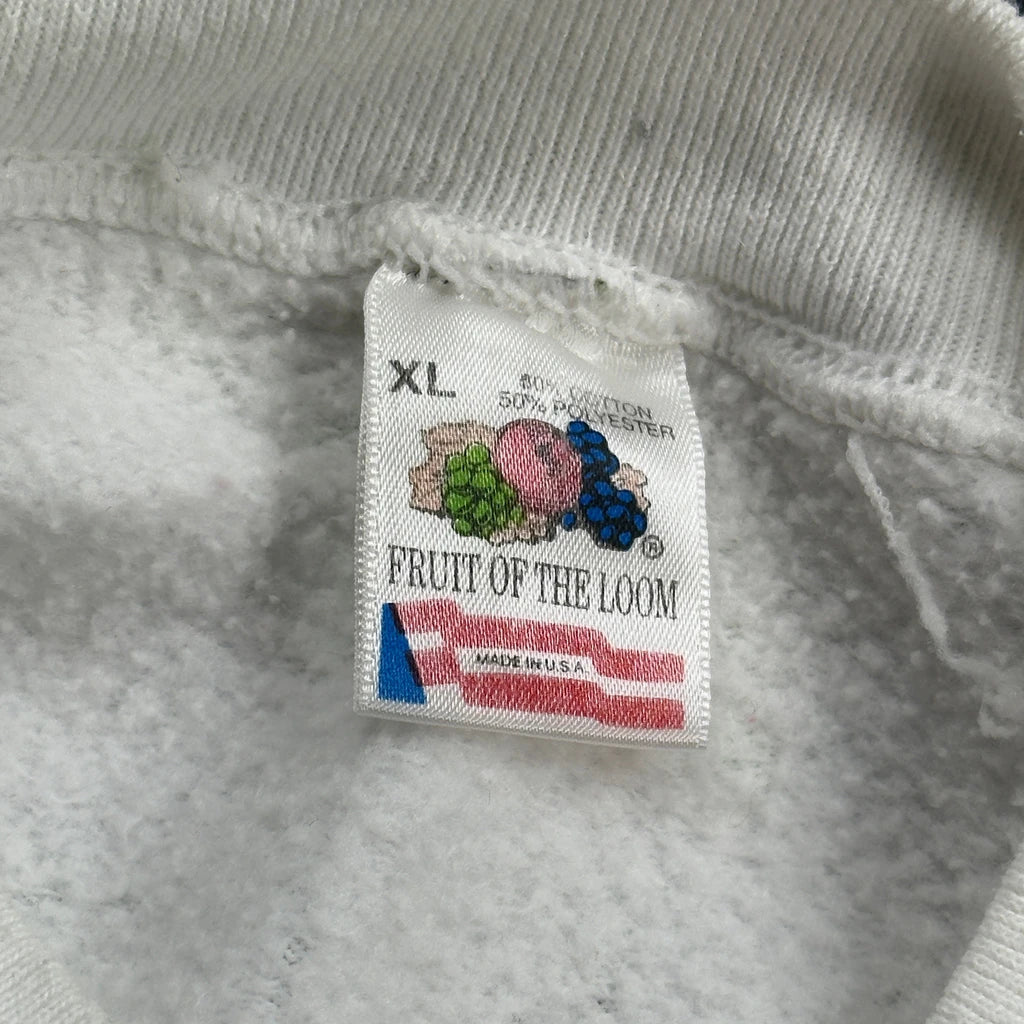 XL
50% COTTON
50% POLYESTER
®
FRUIT OF THE LOOM
MADE IN U.S.A.